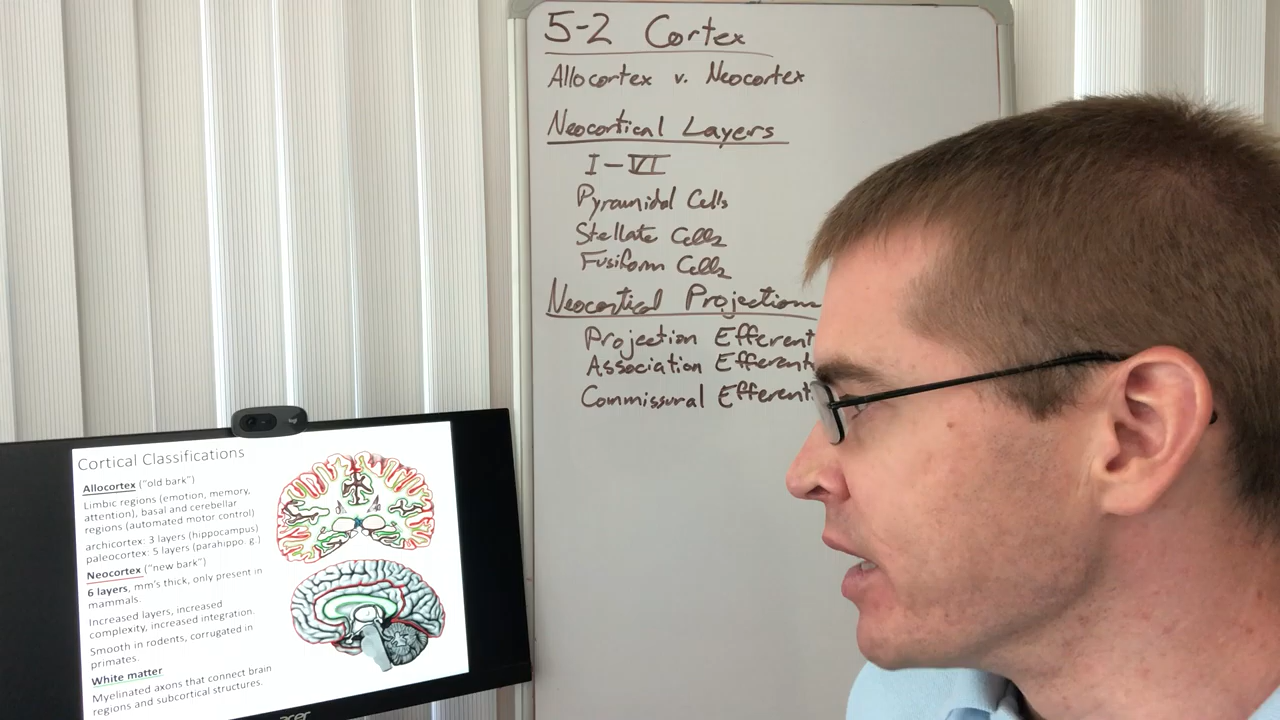 5-2 Cortex
Allocortex v. Neocortex
Neocortical Layers
I-VI
Pyramidal Cells
Stellate Cells
Fusiform Cells
Neocortical Projections
Projection Efferent
Association Efferent
Commissural Efferent
Cortical Classifications
Allocortex ("old bark")
Limbic regions (emotion, memory,
attention), basal and cerebellar
regions (automated motor control)
archicortex: 3 layers (hippocampus)
paleocortex: 5 layers (parahippo. g.)
Neocortex ("new bark")
6 layers, mm's thick, only present in
mammals.
Increased layers, increased
complexity, increased integration.
Smooth in rodents, corrugated in
primates.
White matter
Myelinated axons that connect brain
regions and subcortical structures.
acer